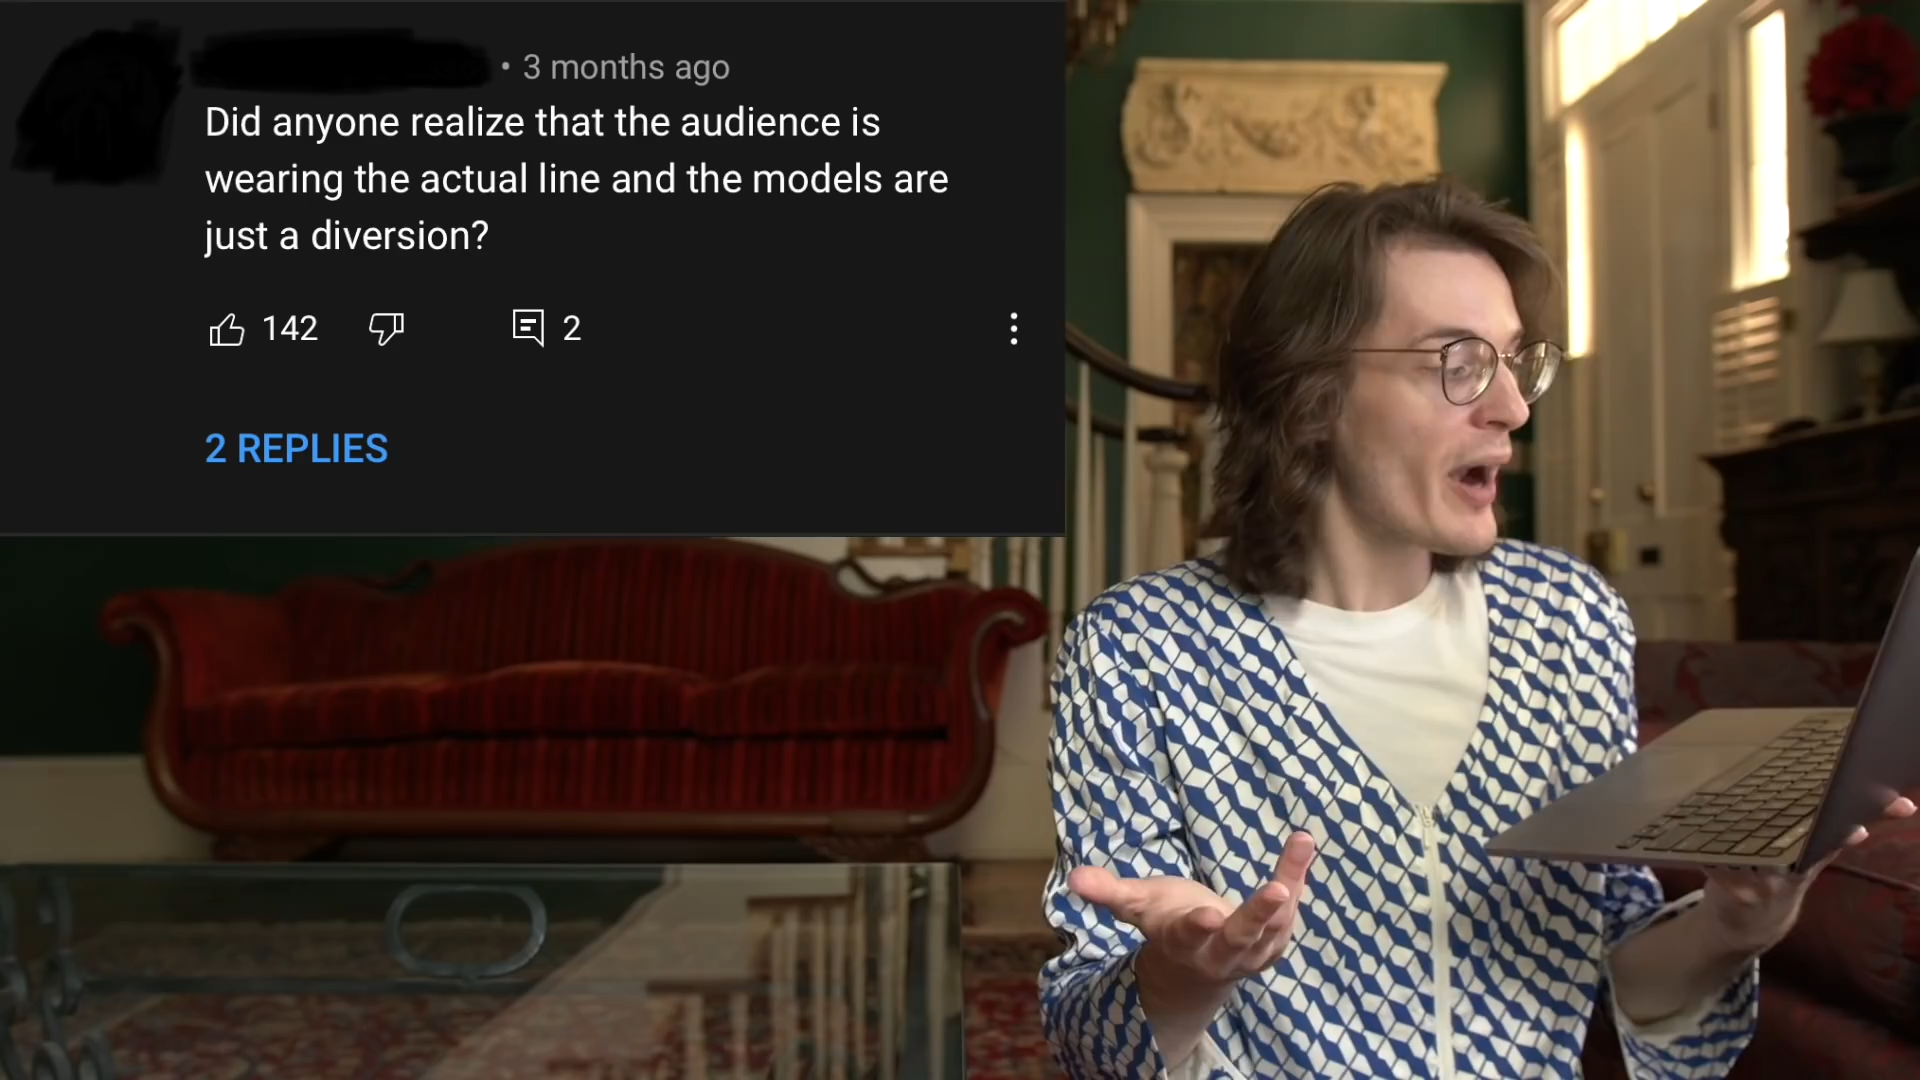 • 3 months ago
Did anyone realize that the audience is
wearing the actual line and the models are
just a diversion?
142
2
2 REPLIES